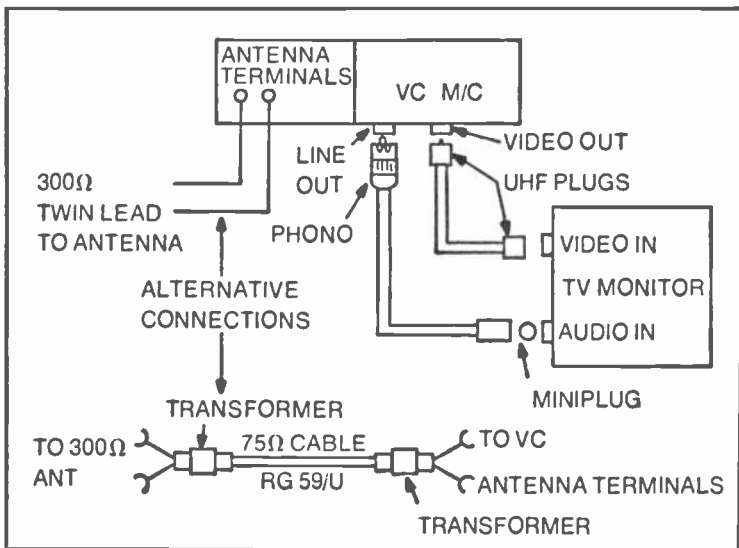 ANTENNA
TERMINALS
VC M/C
LINE
OUT
VIDEO OUT
UHF PLUGS
300Ω
TWIN LEAD
TO ANTENNA
PHONO
VIDEO IN
TV MONITOR
AUDIO IN
ALTERNATIVE
CONNECTIONS
MINIPLUG
TRANSFORMER
TO 300Ω
ANT
75Ω CABLE
RG 59/U
TO VC
ANTENNA TERMINALS
TRANSFORMER